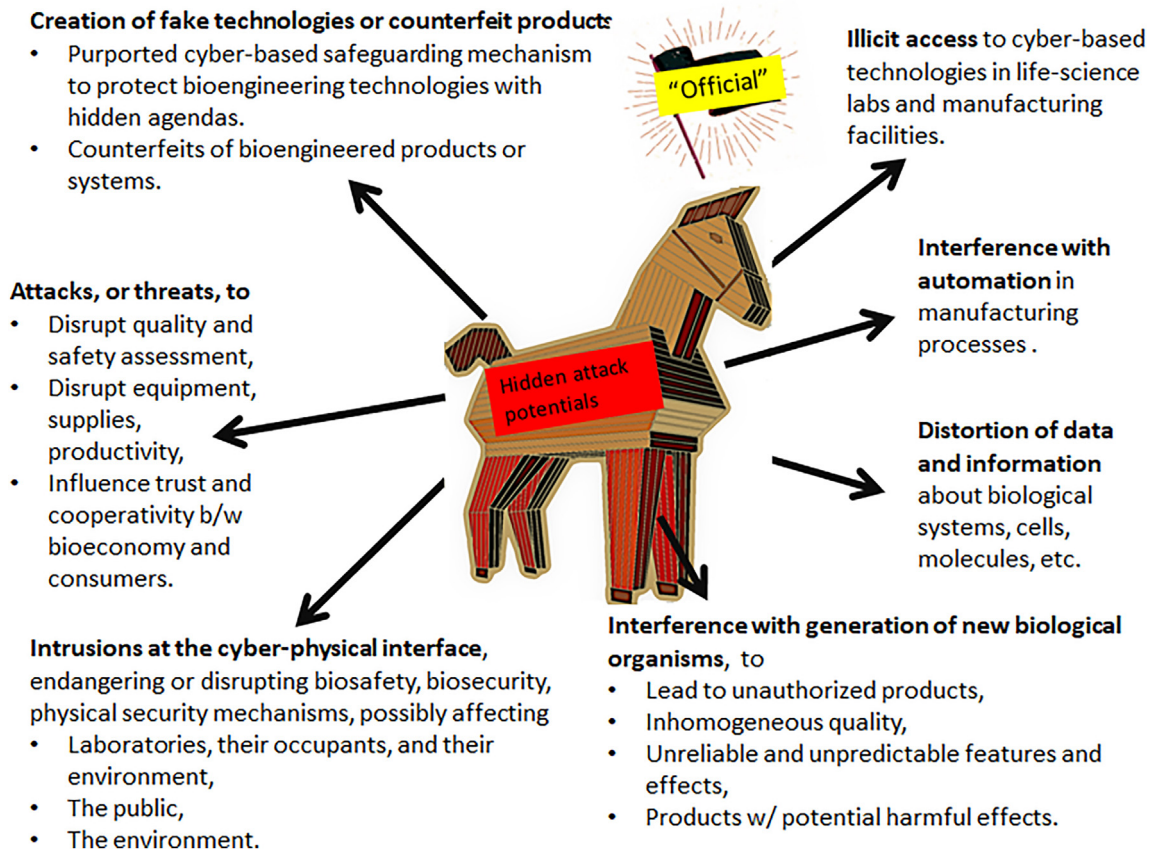 Creation of fake technologies or counterfeit products
• Purported cyber-based safeguarding mechanism
to protect bioengineering technologies with
hidden agendas.
• Counterfeits of bioengineered products or
systems.
“Official”
Illicit access to cyber-based
technologies in life-science
labs and manufacturing
facilities.
Interference with
automation in
manufacturing
processes .
Attacks, or threats, to
• Disrupt quality and
safety assessment,
• Disrupt equipment,
supplies,
productivity,
• Influence trust and
cooperativity b/w
bioeconomy and
consumers.
Hidden attack
potentials
Distortion of data
and information
about biological
systems, cells,
molecules, etc.
Intrusions at the cyber-physical interface,
endangering or disrupting biosafety, biosecurity,
physical security mechanisms, possibly affecting
• Laboratories, their occupants, and their
environment,
• The public,
• The environment.
Interference with generation of new biological
organisms, to
• Lead to unauthorized products,
• Inhomogeneous quality,
• Unreliable and unpredictable features and
effects,
• Products w/ potential harmful effects.